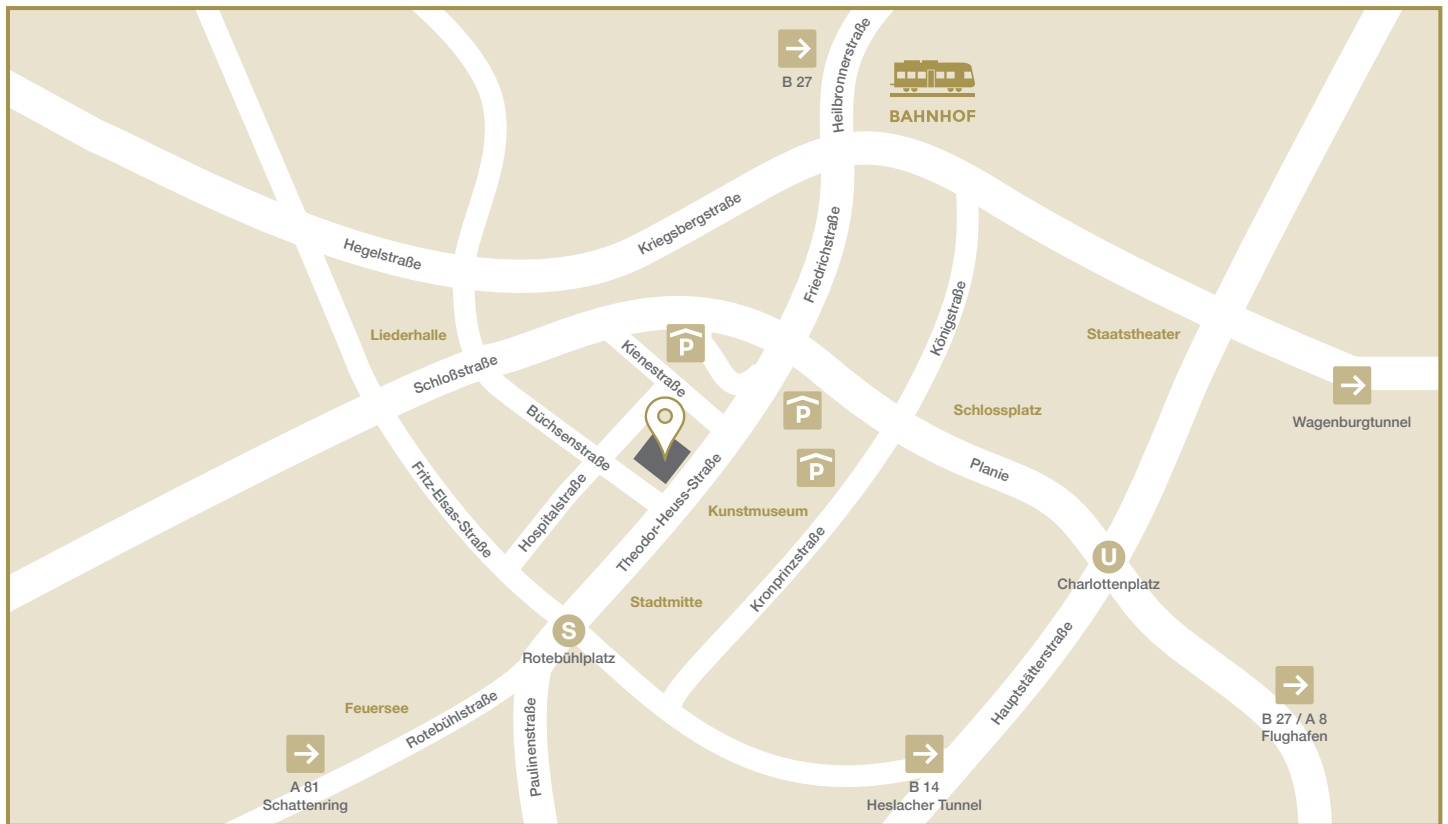 B 27
Heilbronnerstraße
BAHNHOF
Kriegsbergstraße
Hegelstraße
Friedrichstraße
Königstraße
Liederhalle
Staatstheater
Schloßstraße
Kienestraße
P
Büchsenstraße
P
Schlossplatz
Wagenburgtunnel
P
Planie
Fritz-Elsas-Straße
Hospitalstraße
Theodor-Heuss-Straße
Kunstmuseum
Kronprinzstraße
U
Charlottenplatz
Stadtmitte
S
Rotebühlplatz
Hauptstätterstraße
Feuersee
Rotebühlstraße
Paulinenstraße
B 27 / A 8
Flughafen
A 81
Schattenring
B 14
Heslacher Tunnel